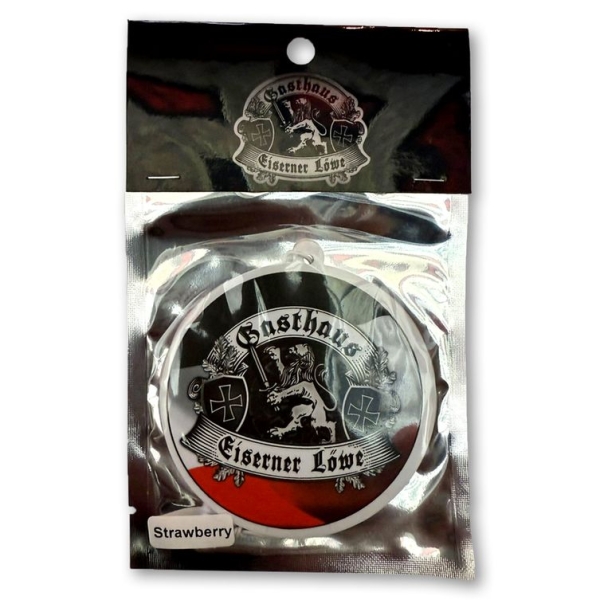 Gasthaus
Eiserner Löwe
Gasthaus
Eiserner Löwe
Strawberry